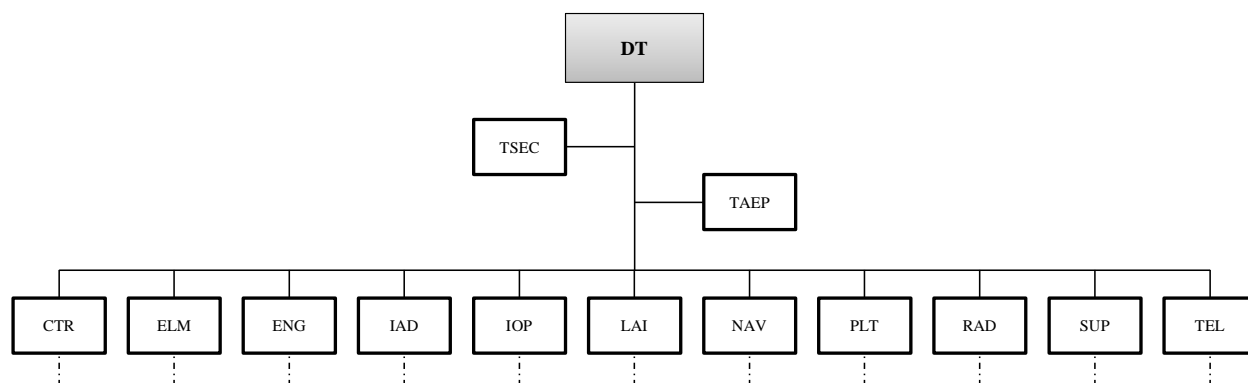 DT
TSEC
TAEP
CTR ELM ENG IAD IOP LAI NAV PLT RAD SUP TEL